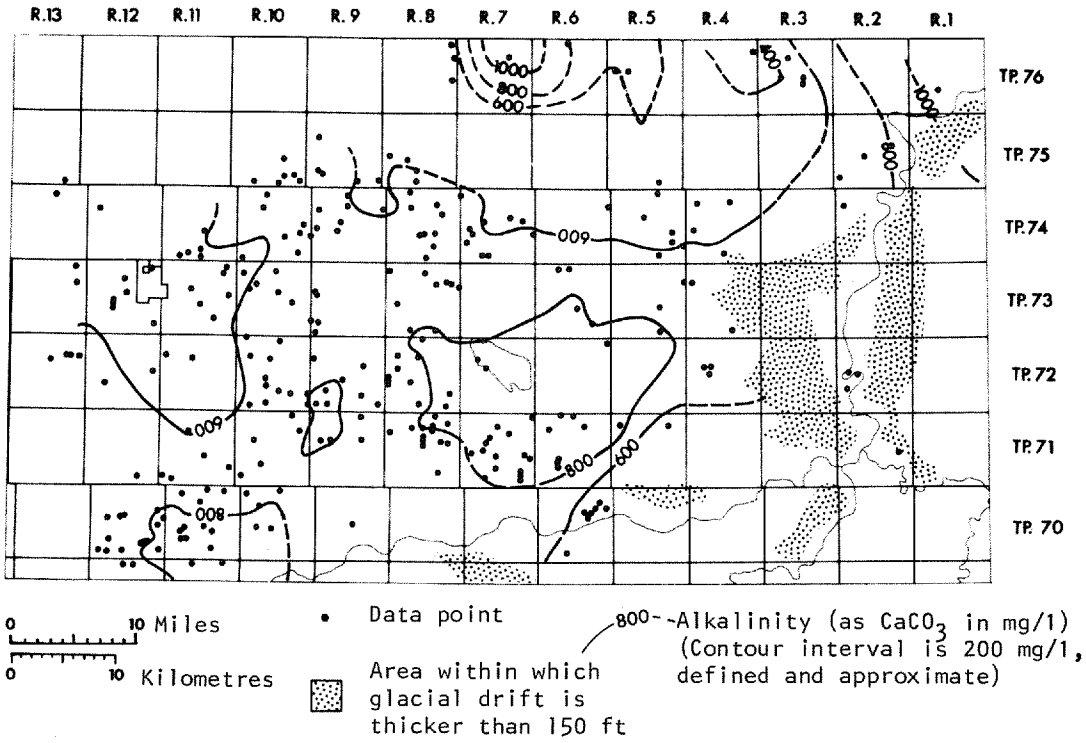 R.13 R.12 R.11 R.10 R.9 R.8 R.7 R.6 R.5 R.4 R.3 R.2 R.1
1000
800
600
800
1000
TP. 76
800
TP. 75
600
TP. 74
TP. 73
TP. 72
600
800
600
TP. 71
800
TP. 70
0 10 Miles
0 10 Kilometres
Data point
Area within which
glacial drift is
thicker than 150 ft
800 Alkalinity (as CaCO3 in mg/l)
(Contour interval is 200 mg/l,
defined and approximate)